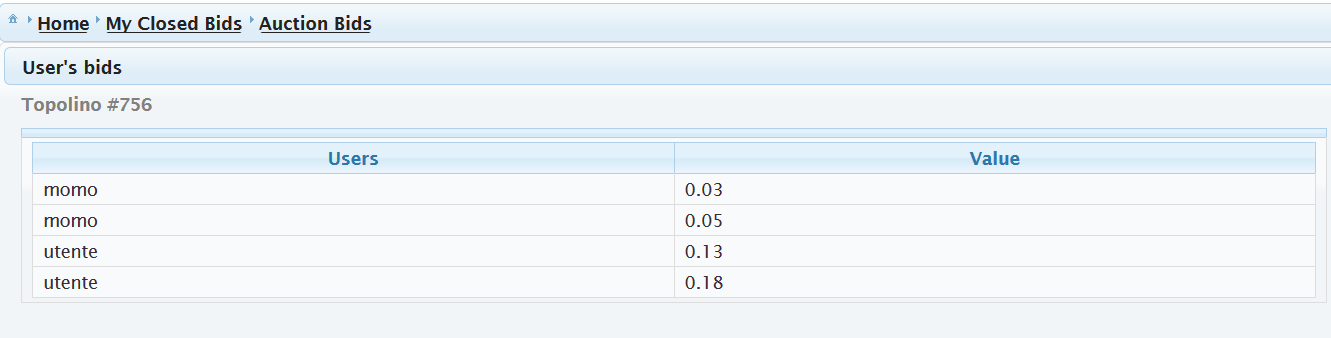 Home My Closed Bids Auction Bids
User's bids
Topolino #756
Users Value
momo 0.03
momo 0.05
utente 0.13
utente 0.18